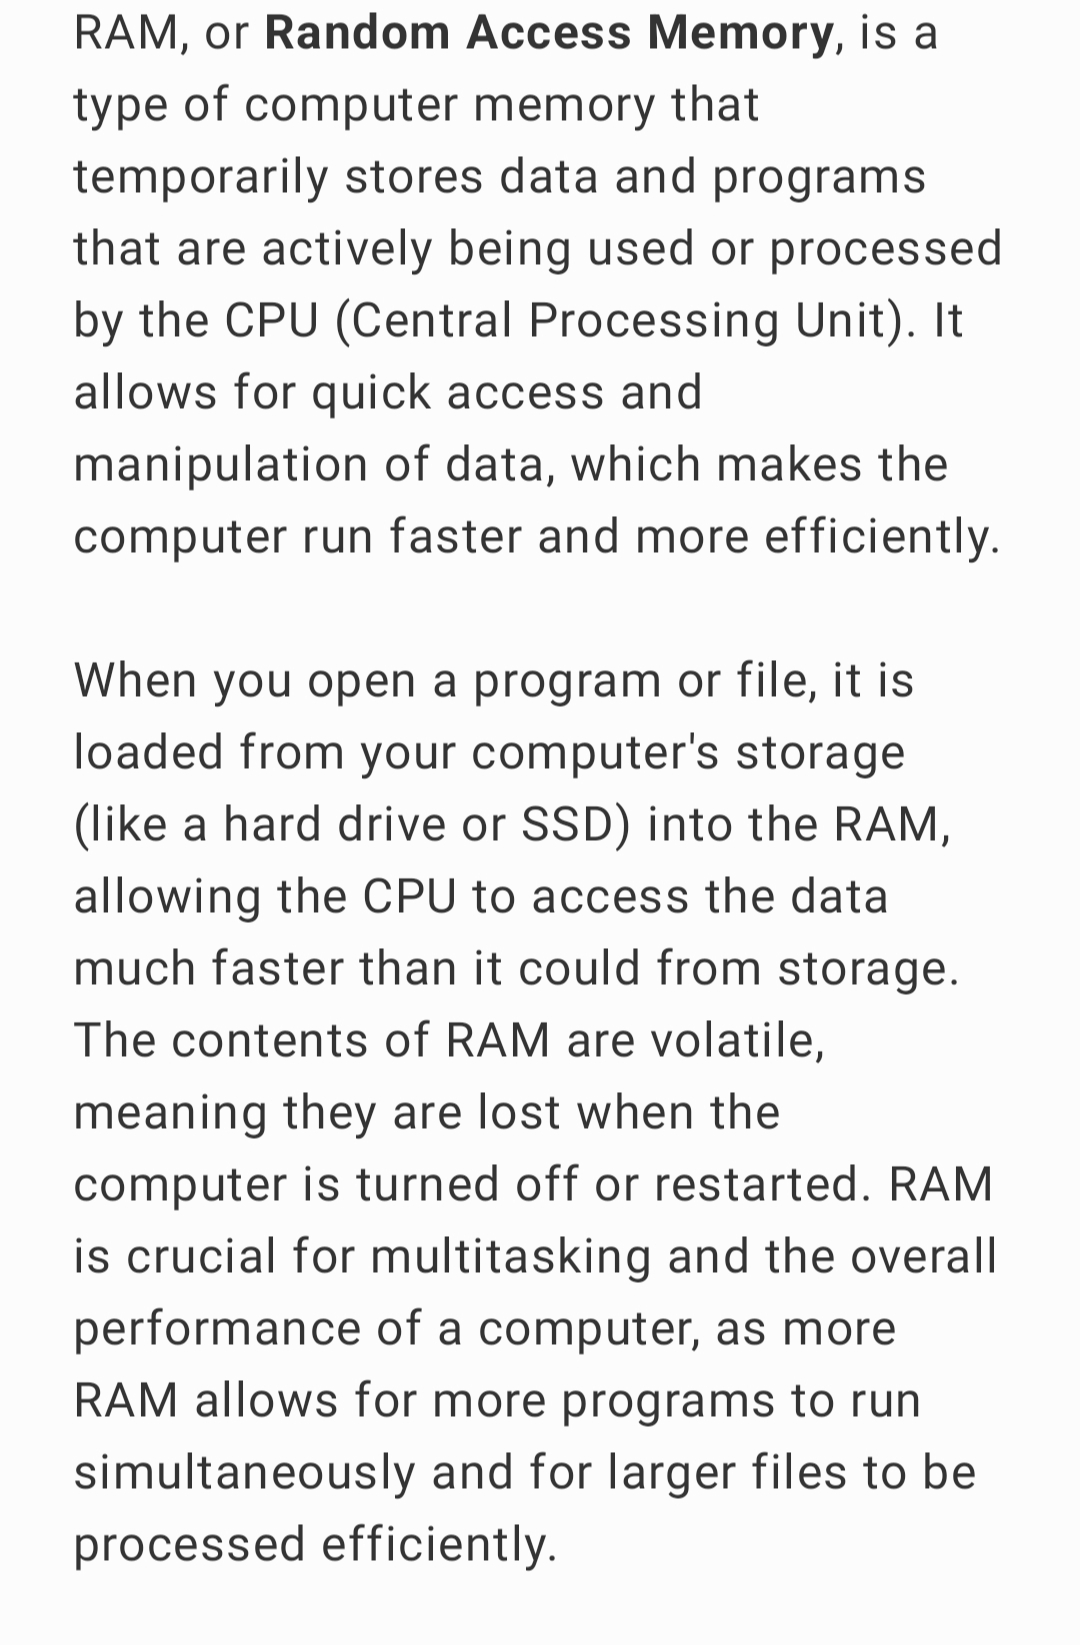 RAM, or Random Access Memory, is a
type of computer memory that
temporarily stores data and programs
that are actively being used or processed
by the CPU (Central Processing Unit). It
allows for quick access and
manipulation of data, which makes the
computer run faster and more efficiently.
When you open a program or file, it is
loaded from your computer's storage
(like a hard drive or SSD) into the RAM,
allowing the CPU to access the data
much faster than it could from storage.
The contents of RAM are volatile,
meaning they are lost when the
computer is turned off or restarted. RAM
is crucial for multitasking and the overall
performance of a computer, as more
RAM allows for more programs to run
simultaneously and for larger files to be
processed efficiently.